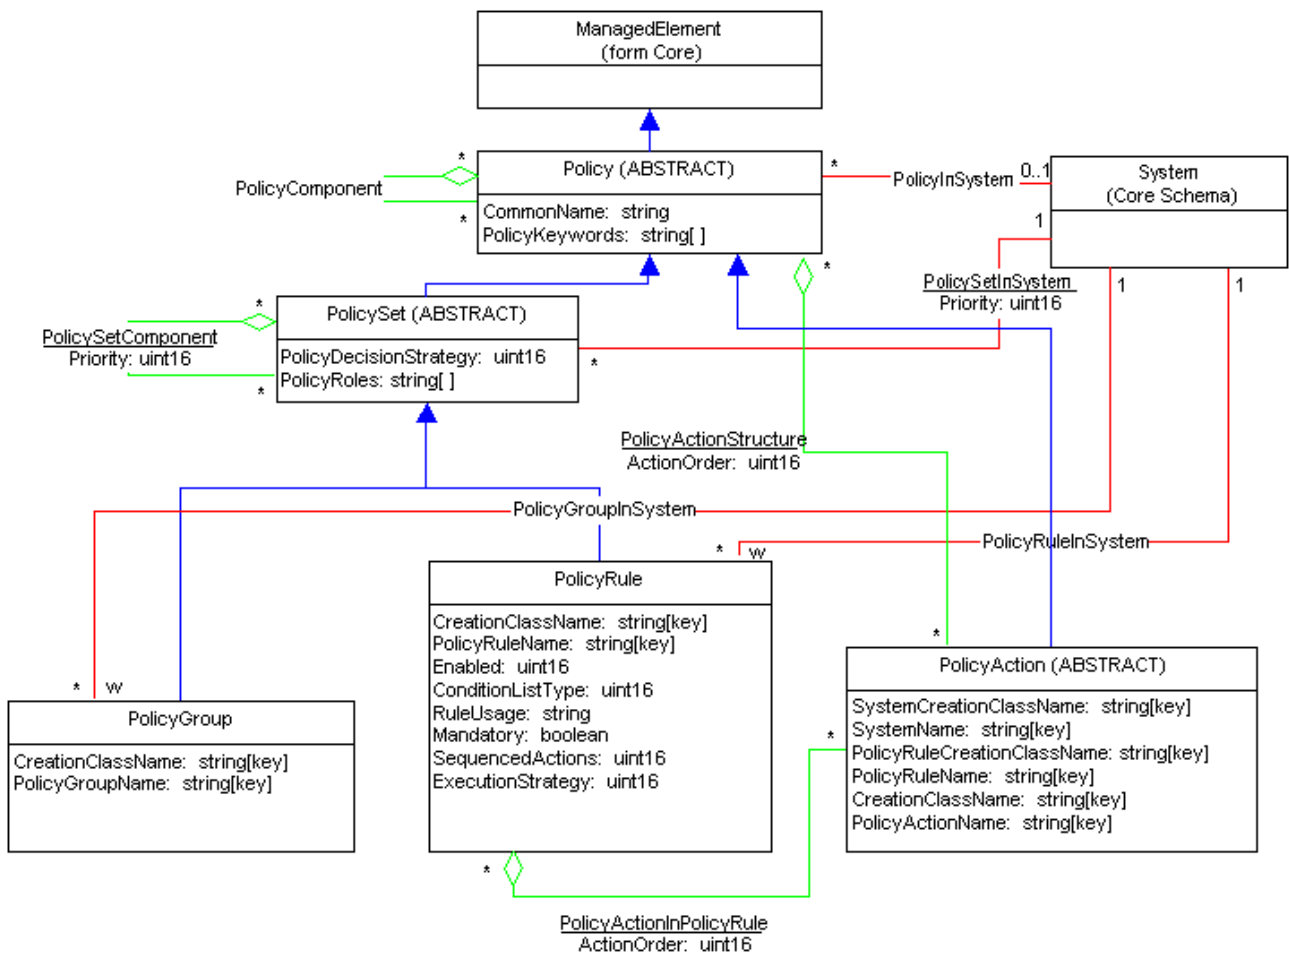 ManagedElement
(form Core)
Policy (ABSTRACT)
CommonName: string
PolicyKeywords: string[ ]
*
PolicyComponent
*
*
PolicyInSystem
0..1
System
(Core Schema)
1
PolicySetInSystem
Priority: uint16
1
1
*
*
PolicySetComponent
Priority: uint16
*
PolicySet (ABSTRACT)
PolicyDecisionStrategy: uint16
PolicyRoles: string[ ]
*
PolicyActionStructure
ActionOrder: uint16
PolicyGroupInSystem
PolicyRuleInSystem
* w
PolicyRule
CreationClassName: string[key]
PolicyRuleName: string[key]
Enabled: uint16
ConditionListType: uint16
RuleUsage: string
Mandatory: boolean
SequencedActions: uint16
ExecutionStrategy: uint16
*
PolicyAction (ABSTRACT)
SystemCreationClassName: string[key]
SystemName: string[key]
PolicyRuleCreationClassName: string[key]
PolicyRuleName: string[key]
CreationClassName: string[key]
PolicyActionName: string[key]
* w
PolicyGroup
CreationClassName: string[key]
PolicyGroupName: string[key]
*
*
PolicyActionInPolicyRule
ActionOrder: uint16